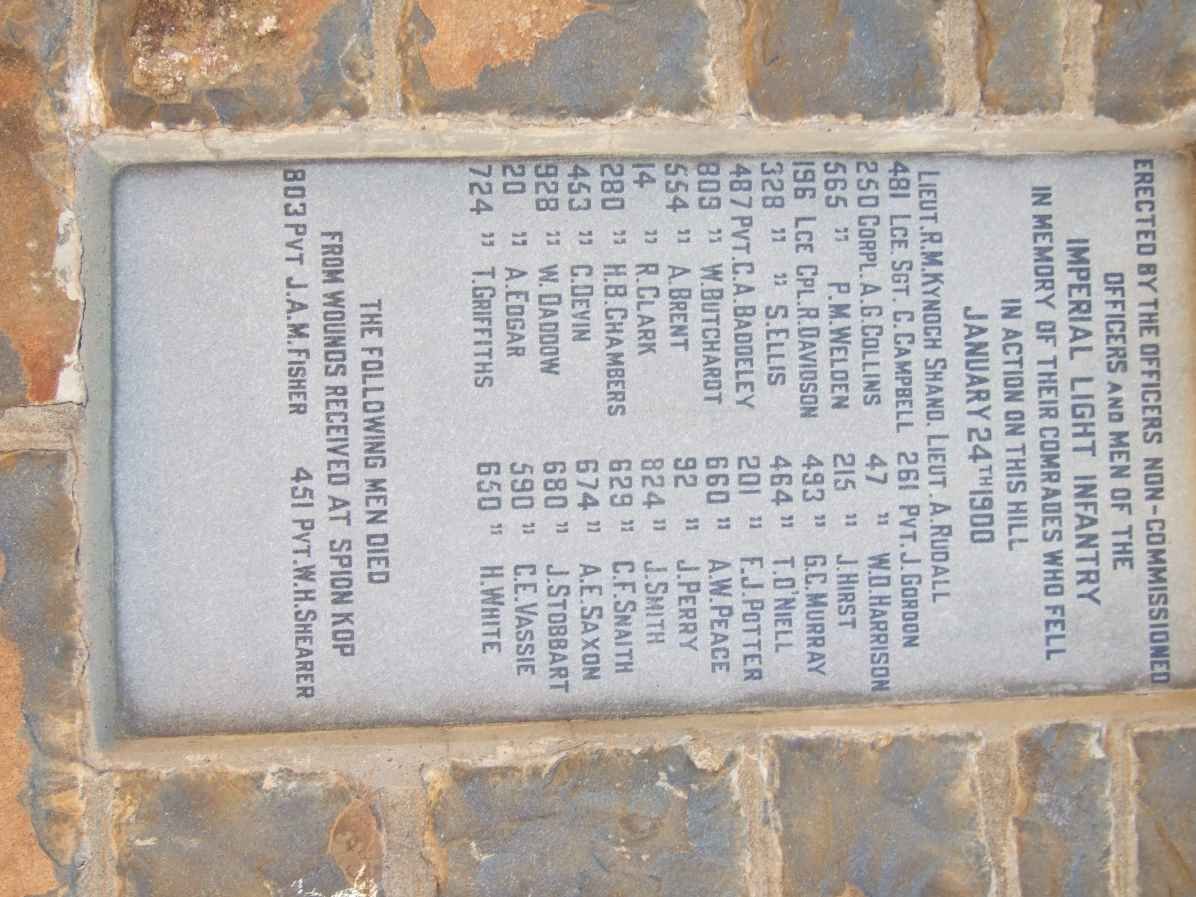 ERECTED BY THE OFFICERS NON-COMMISSIONED
OFFICERS AND MEN OF THE
IMPERIAL LIGHT INFANTRY
IN MEMORY OF THEIR COMRADES WHO FELL
IN ACTION ON THIS HILL
JANUARY 24TH 1900
LIEUT. R.M. KYNOCH SHAND. LIEUT. A. RUDALL
481 LCE. SGT. C. CAMPBELL 261 PVT. J. GORDON
250 CORPL. A.G. COLLINS 47 " W.D. HARRISON
565 " P.M. WELDEN 215 " J. HIRST
196 LCE CPL. R. DAVIDSON 493 " G.C. MURRAY
328 " " S. ELLIS 464 " T. O'NELL
487 PVT. C.A. BADDELEY 201 " F.J. POTTER
809 " W. BUTCHARDT 660 " A.W. PEACE
554 " A. BRENT 92 " J. PERRY
14 " R. CLARK 824 " J. SMITH
280 " H.B. CHAMBERS 629 " C.F. SNAITH
453 " C. DEVIN 674 " A.E. SAXON
928 " W. DADDOW 680 " J. STOBBART
20 " A. EDGAR 590 " C.E. VASSIE
724 " T. GRIFFITHS 650 " H. WHITE
THE FOLLOWING MEN DIED
FROM WOUNDS RECEIVED AT SPION KOP
803 PVT J.A.M. FISHER 451 PVT. W.H. SHEARER